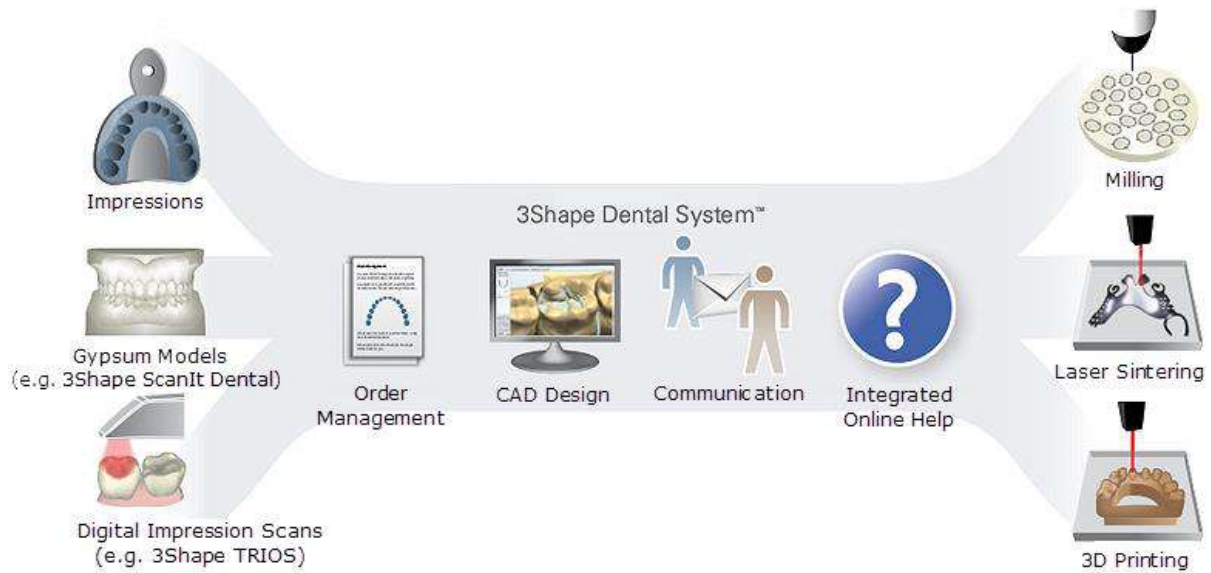 Impressions
Gypsum Models
(e.g. 3Shape ScanIt Dental)
Digital Impression Scans
(e.g. 3Shape TRIOS)
3Shape Dental System™
Order
Management
CAD Design
Communication
?
Integrated
Online Help
Milling
Laser Sintering
3D Printing